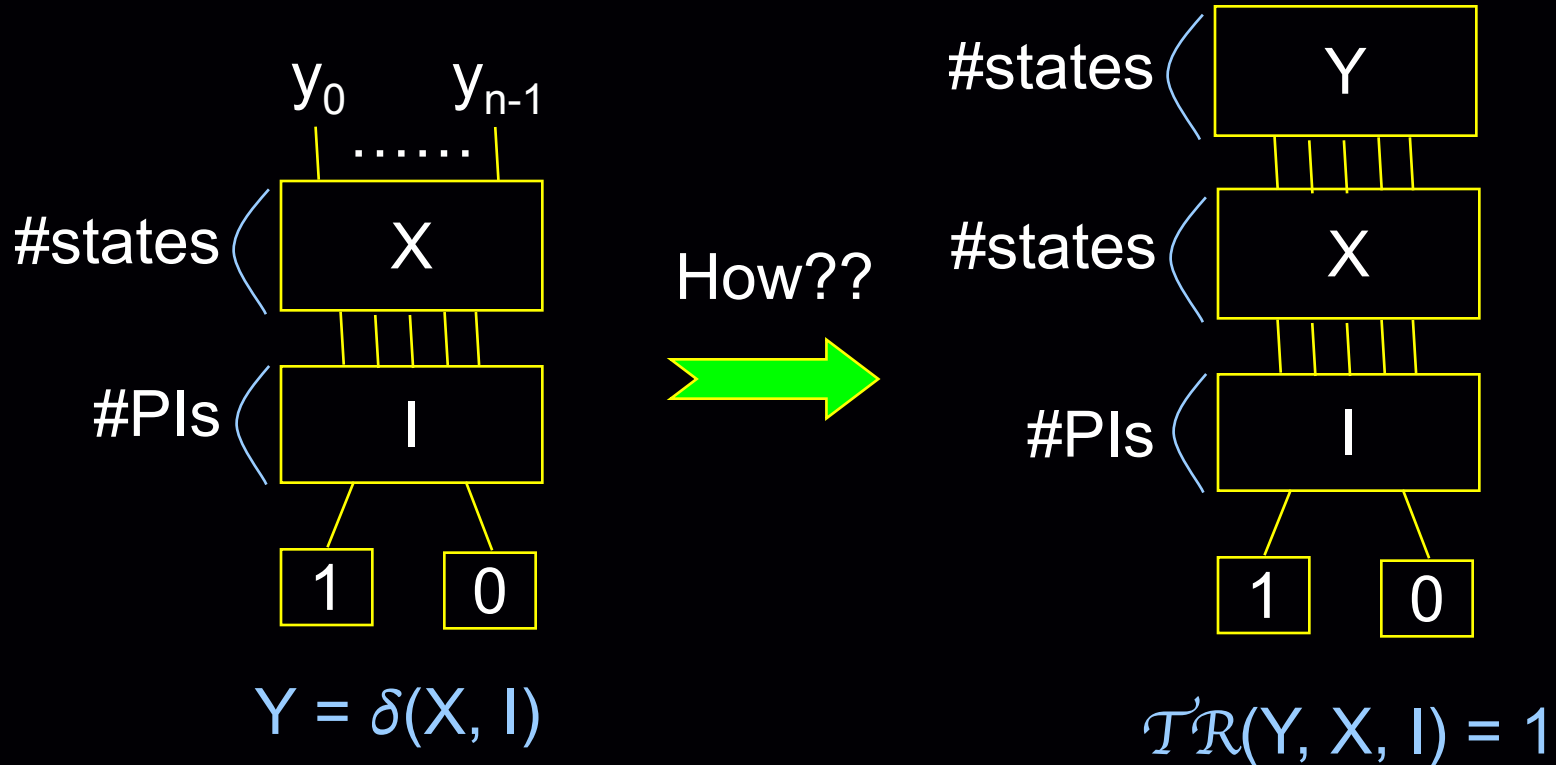 y0 yn-1
......
#states X
#PIs I
1 0
Y = δ(X, I)
How??
#states Y
#states X
#PIs I
1 0
𝒯ℛ(Y, X, I) = 1